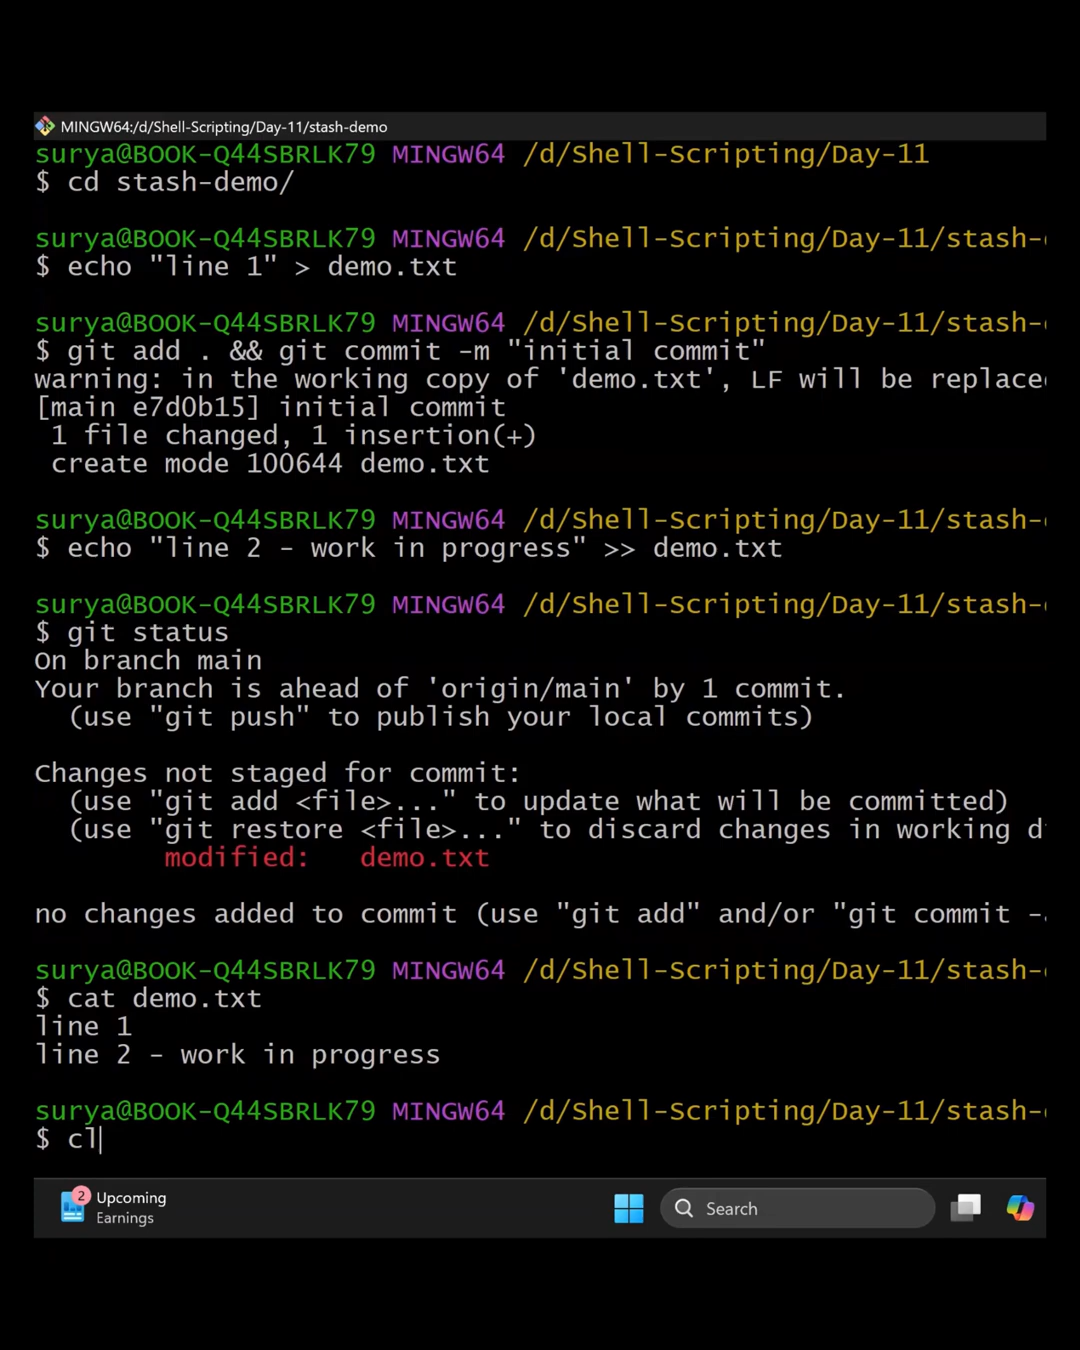 MINGW64:/d/Shell-Scripting/Day-11/stash-demo
surya@BOOK-Q44SBRLK79 MINGW64 /d/Shell-Scripting/Day-11
$ cd stash-demo/
surya@BOOK-Q44SBRLK79 MINGW64 /d/Shell-Scripting/Day-11/stash-
$ echo "line 1" > demo.txt
surya@BOOK-Q44SBRLK79 MINGW64 /d/Shell-Scripting/Day-11/stash-
$ git add . && git commit -m "initial commit"
warning: in the working copy of 'demo.txt', LF will be replace
[main e7d0b15] initial commit
1 file changed, 1 insertion(+)
create mode 100644 demo.txt
surya@BOOK-Q44SBRLK79 MINGW64 /d/Shell-Scripting/Day-11/stash-
$ echo "line 2 - work in progress" >> demo.txt
surya@BOOK-Q44SBRLK79 MINGW64 /d/Shell-Scripting/Day-11/stash-
$ git status
On branch main
Your branch is ahead of 'origin/main' by 1 commit.
(use "git push" to publish your local commits)
Changes not staged for commit:
(use "git add <file>..." to update what will be committed)
(use "git restore <file>..." to discard changes in working d
modified: demo.txt
no changes added to commit (use "git add" and/or "git commit -
surya@BOOK-Q44SBRLK79 MINGW64 /d/Shell-Scripting/Day-11/stash-
$ cat demo.txt
line 1
line 2 - work in progress
surya@BOOK-Q44SBRLK79 MINGW64 /d/Shell-Scripting/Day-11/stash-
$ cl
2
Upcoming
Earnings
Search